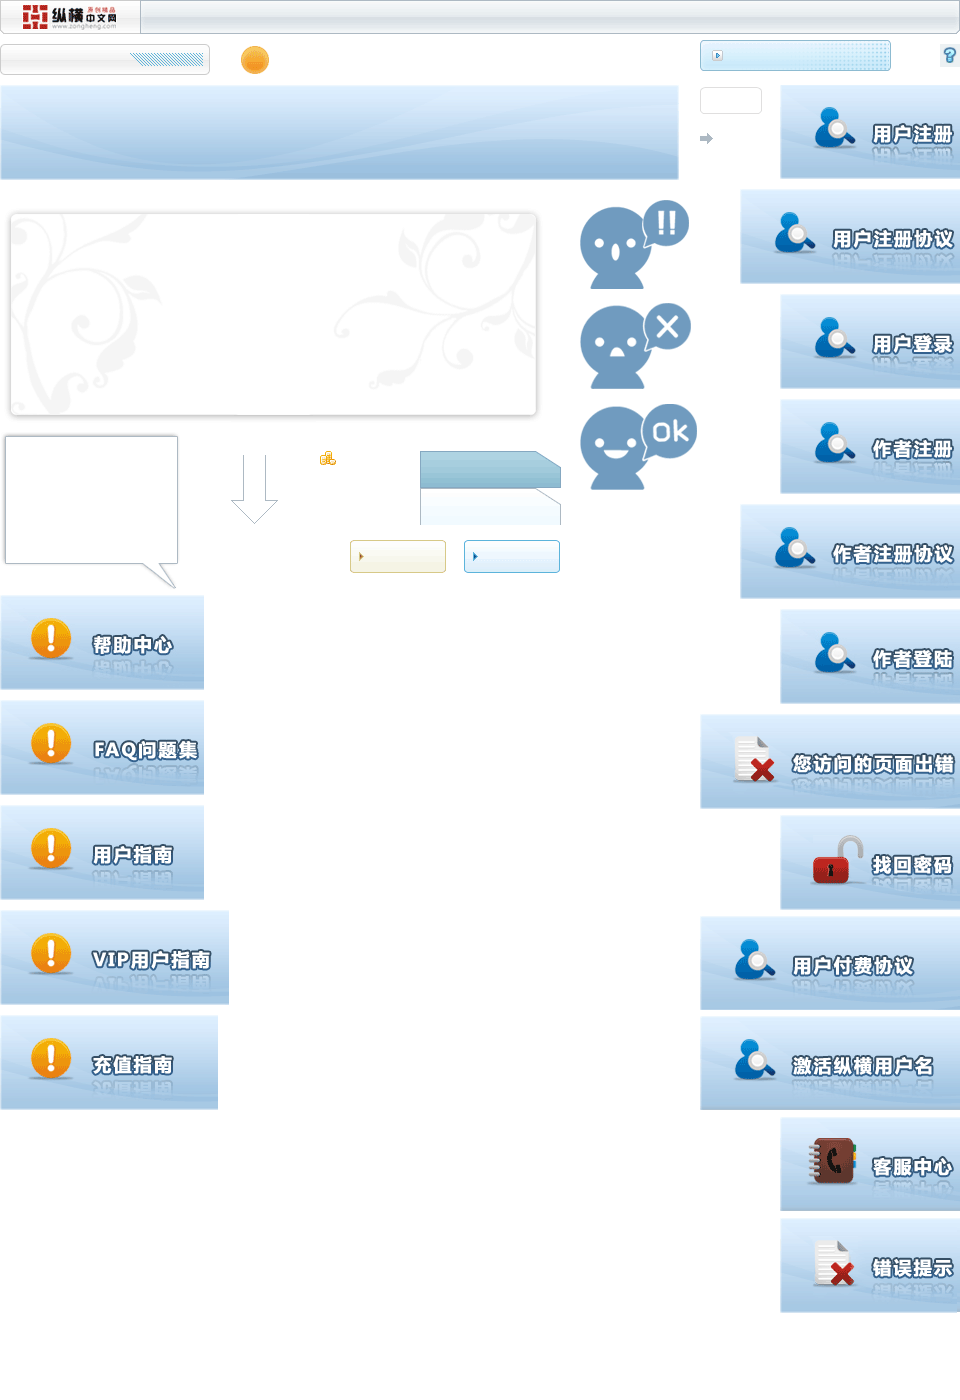 纵横 原创精品
中文网
www.zongheng.com
用户注册
!!
用户注册协议
用户登录
OK
作者注册
作者注册协议
帮助中心
作者登陆
FAQ问题集
您访问的页面出错
用户指南
找回密码
VIP用户指南
用户付费协议
充值指南
激活纵横用户名
客服中心
错误提示